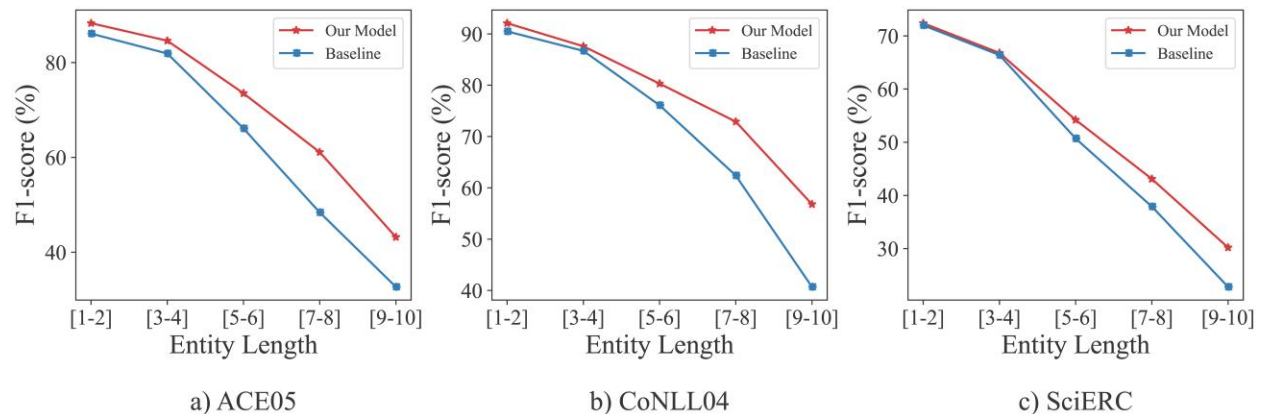 F1-score (%)
80
60
40
Our Model
Baseline
[1-2] [3-4] [5-6] [7-8] [9-10]
Entity Length
a) ACE05
F1-score (%)
90
80
70
60
50
40
Our Model
Baseline
[1-2] [3-4] [5-6] [7-8] [9-10]
Entity Length
b) CoNLL04
F1-score (%)
70
50
30
Our Model
Baseline
[1-2] [3-4] [5-6] [7-8] [9-10]
Entity Length
c) SciERC